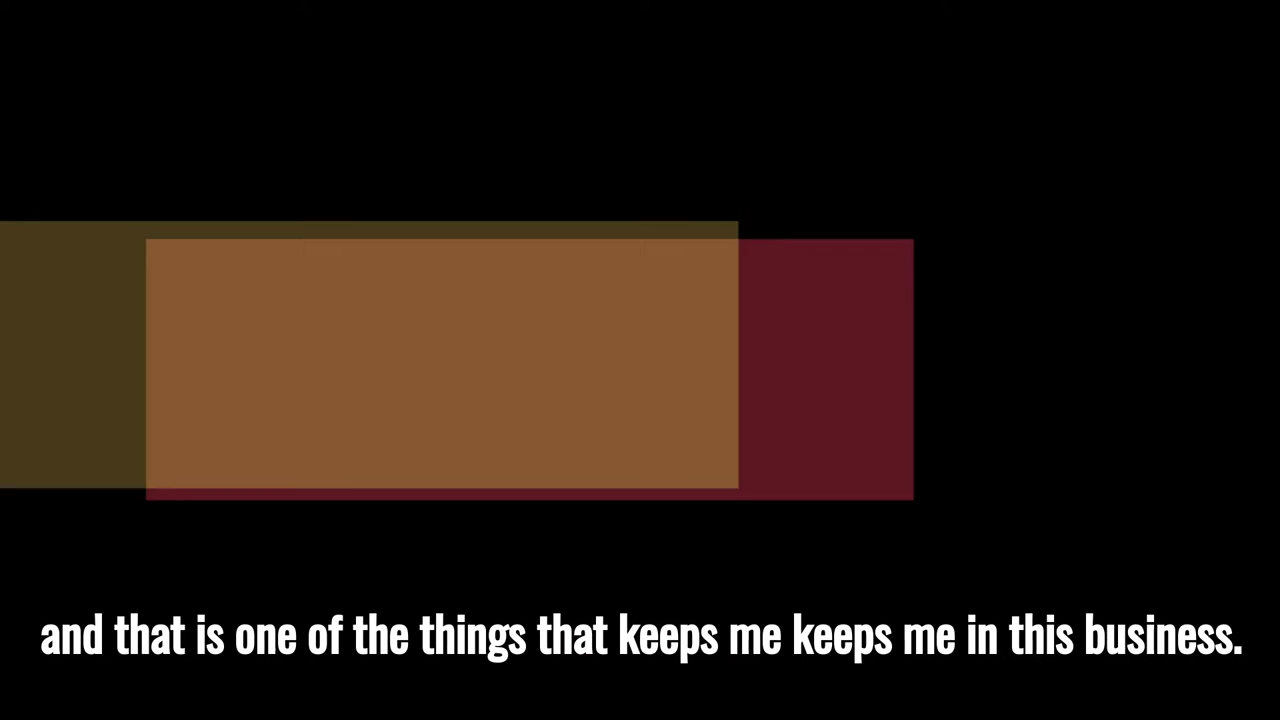 and that is one of the things that keeps me keeps me in this business.